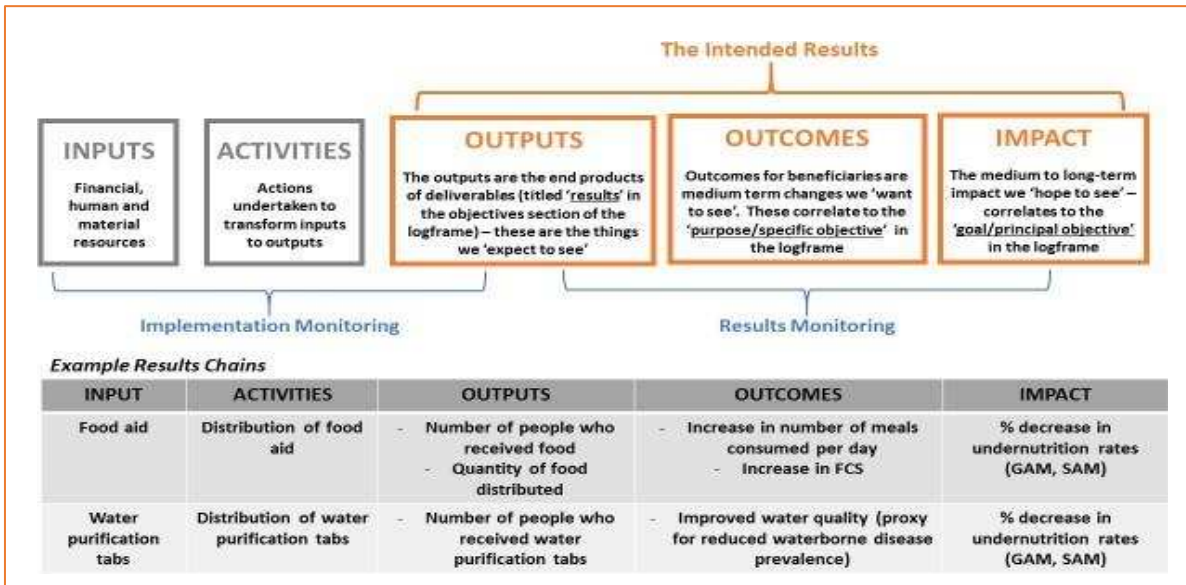 The Intended Results
INPUTS
Financial,
human and
material
resources
ACTIVITIES
Actions
undertaken to
transform inputs
to outputs
OUTPUTS
The outputs are the end products
of deliverables (titled ‘results’ in
the objectives section of the
logframe) – these are the things
we ‘expect to see’
OUTCOMES
Outcomes for beneficiaries are
medium term changes we ‘want
to see’. These correlate to the
‘purpose/specific objective’ in
the logframe
IMPACT
The medium to long-term
impact we ‘hope to see’ –
correlates to the
‘goal/principal objective’
in the logframe
Implementation Monitoring
Results Monitoring
Example Results Chains
INPUT ACTIVITIES OUTPUTS OUTCOMES IMPACT
Food aid
Distribution of food
aid
- Number of people who
received food
- Quantity of food
distributed
- Increase in number of meals
consumed per day
- Increase in FCS
% decrease in
undernutrition rates
(GAM, SAM)
Water
purification
tabs
Distribution of water
purification tabs
- Number of people who
received water
purification tabs
- Improved water quality (proxy
for reduced waterborne disease
prevalence)
% decrease in
undernutrition rates
(GAM, SAM)